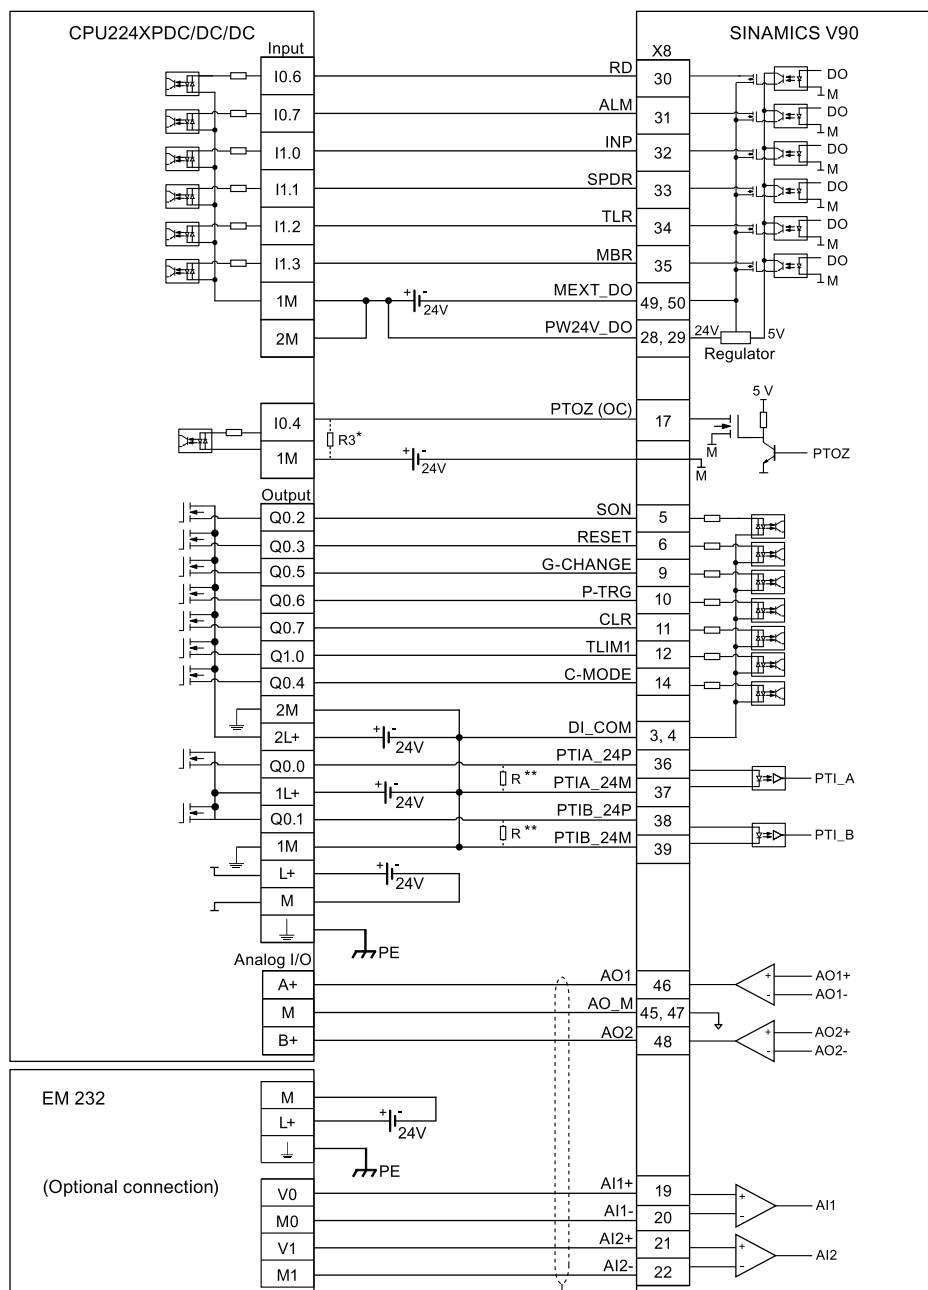 CPU224XPDC/DC/DC SINAMICS V90
Input X8
I0.6 RD 30 DO
M
I0.7 ALM 31 DO
M
I1.0 INP 32 DO
M
I1.1 SPDR 33 DO
M
I1.2 TLR 34 DO
M
I1.3 MBR 35 DO
M
1M + - 24V MEXT_DO 49, 50
2M PW24V_DO 28, 29 24V 5V
Regulator
5 V
I0.4 PTOZ (OC) 17
R3* M PTOZ
1M + - 24V M
Output
Q0.2 SON 5
Q0.3 RESET 6
Q0.5 G-CHANGE 9
Q0.6 P-TRG 10
Q0.7 CLR 11
Q1.0 TLIM1 12
Q0.4 C-MODE 14
2M
2L+ + - 24V DI_COM 3, 4
Q0.0 PTIA_24P 36
R ** PTI_A
1L+ + - 24V PTIA_24M 37
Q0.1 PTIB_24P 38
R ** PTI_B
1M PTIB_24M 39
L+ + - 24V
M
PE
Analog I/O
A+ AO1 46 + - AO1+
AO1-
M AO_M 45, 47
B+ AO2 48 + - AO2+
AO2-
EM 232
M
L+ + - 24V
PE
(Optional connection)
V0 AI1+ 19 +
AI1
M0 AI1- 20 -
V1 AI2+ 21 +
AI2
M1 AI2- 22 -